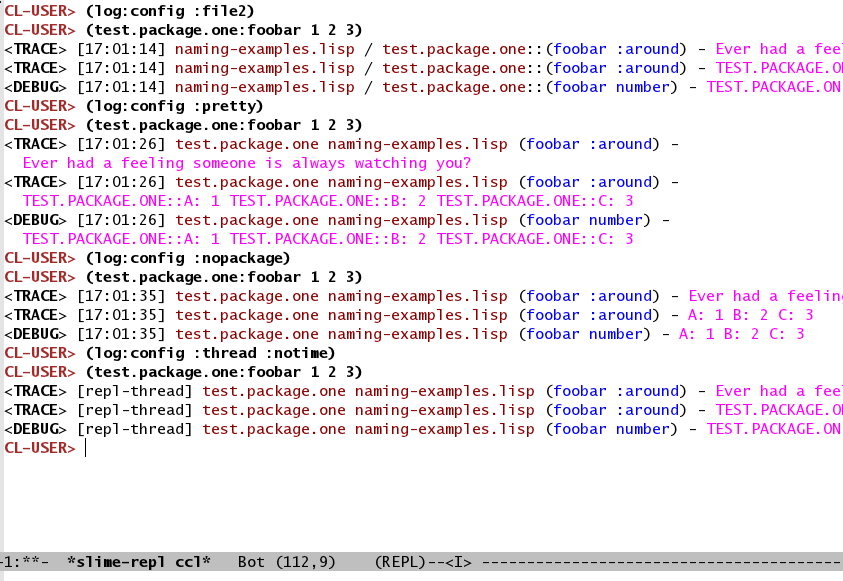 CL-USER> (log:config :file2)
CL-USER> (test.package.one:foobar 1 2 3)
<TRACE> [17:01:14] naming-examples.lisp / test.package.one::(foobar :around) - Ever had a feel
<TRACE> [17:01:14] naming-examples.lisp / test.package.one::(foobar :around) - TEST.PACKAGE.ON
<DEBUG> [17:01:14] naming-examples.lisp / test.package.one::(foobar number) - TEST.PACKAGE.ON
CL-USER> (log:config :pretty)
CL-USER> (test.package.one:foobar 1 2 3)
<TRACE> [17:01:26] test.package.one naming-examples.lisp (foobar :around) -
Ever had a feeling someone is always watching you?
<TRACE> [17:01:26] test.package.one naming-examples.lisp (foobar :around) -
TEST.PACKAGE.ONE::A: 1 TEST.PACKAGE.ONE::B: 2 TEST.PACKAGE.ONE::C: 3
<DEBUG> [17:01:26] test.package.one naming-examples.lisp (foobar number) -
TEST.PACKAGE.ONE::A: 1 TEST.PACKAGE.ONE::B: 2 TEST.PACKAGE.ONE::C: 3
CL-USER> (log:config :nopackage)
CL-USER> (test.package.one:foobar 1 2 3)
<TRACE> [17:01:35] test.package.one naming-examples.lisp (foobar :around) - Ever had a feeling
<TRACE> [17:01:35] test.package.one naming-examples.lisp (foobar :around) - A: 1 B: 2 C: 3
<DEBUG> [17:01:35] test.package.one naming-examples.lisp (foobar number) - A: 1 B: 2 C: 3
CL-USER> (log:config :thread :notime)
CL-USER> (test.package.one:foobar 1 2 3)
<TRACE> [repl-thread] test.package.one naming-examples.lisp (foobar :around) - Ever had a feel
<TRACE> [repl-thread] test.package.one naming-examples.lisp (foobar :around) - TEST.PACKAGE.ON
<DEBUG> [repl-thread] test.package.one naming-examples.lisp (foobar number) - TEST.PACKAGE.ON
CL-USER>
-1:**- *slime-repl ccl* Bot (112,9) (REPL)--<I> ----------------------------------------